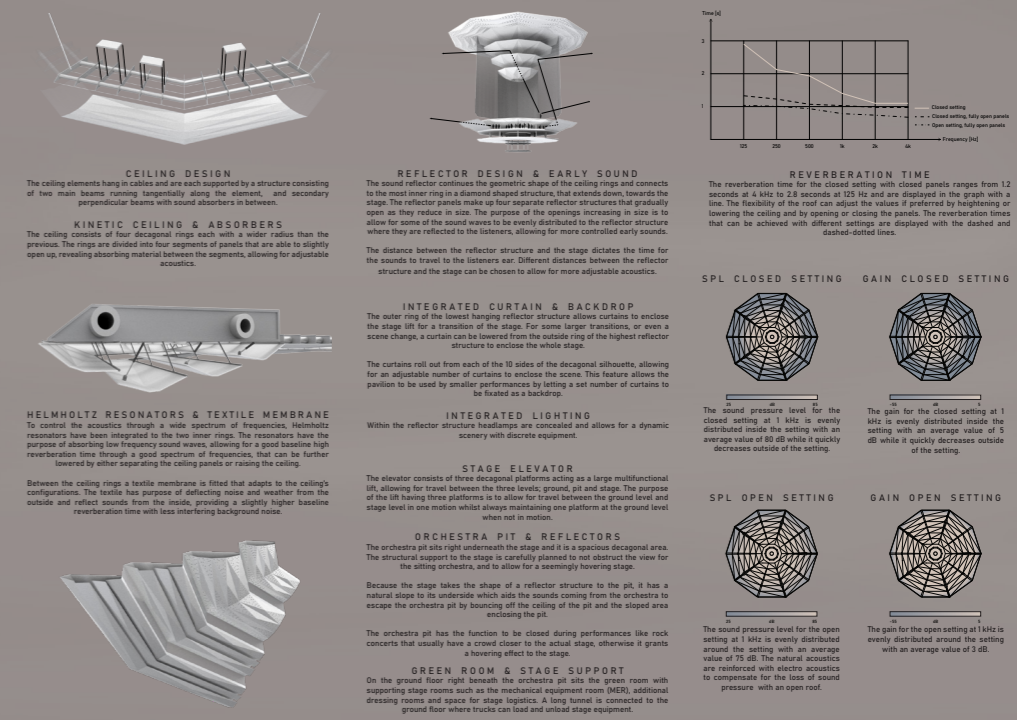 CEILING DESIGN
The ceiling elements hang in cables and are each supported by a structure consisting
of two main beams running tangentially along the element, and secondary
perpendicular beams with sound absorbers in between.
KINETIC CEILING & ABSORBERS
The ceiling consists of four decagonal rings each with a wider radius than the
previous. The rings are divided into four segments of panels that are able to slightly
open up, revealing absorbing material between the segments, allowing for adjustable
acoustics.
HELMHOLTZ RESONATORS & TEXTILE MEMBRANE
To control the acoustics through a wide spectrum of frequencies, Helmholtz
resonators have been integrated to the two inner rings. The resonators have the
purpose of absorbing low frequency sound waves, allowing for a good baseline high
reverberation time through a good spectrum of frequencies, that can be further
lowered by either separating the ceiling panels or raising the ceiling.
Between the ceiling rings a textile membrane is fitted that adapts to the ceiling's
configurations. The textile has purpose of deflecting noise and weather from the
outside and reflect sounds from the inside, providing a slightly higher baseline
reverberation time with less interfering background noise.
REFLECTOR DESIGN & EARLY SOUND
The sound reflector continues the geometric shape of the ceiling rings and connects
to the most inner ring in a diamond shaped structure, that extends down, towards the
stage. The reflector panels make up four separate reflector structures that gradually
open as they reduce in size. The purpose of the openings increasing in size is to
allow for some of the sound waves to be evenly distributed to the reflector structure
where they are reflected to the listeners, allowing for more controlled early sounds.
The distance between the reflector structure and the stage dictates the time for
the sounds to travel to the listeners ear. Different distances between the reflector
structure and the stage can be chosen to allow for more adjustable acoustics.
INTEGRATED CURTAIN & BACKDROP
The outer ring of the lowest hanging reflector structure allows curtains to enclose
the stage lift for a transition of the stage. For some larger transitions, or even a
scene change, a curtain can be lowered from the outside ring of the highest reflector
structure to enclose the whole stage.
The curtains roll out from each of the 10 sides of the decagonal silhouette, allowing
for an adjustable number of curtains to enclose the scene. This feature allows the
pavilion to be used by smaller performances by letting a set number of curtains to
be fixated as a backdrop.
INTEGRATED LIGHTING
Within the reflector structure headlamps are concealed and allows for a dynamic
scenery with discrete equipment.
STAGE ELEVATOR
The elevator consists of three decagonal platforms acting as a large multifunctional
lift, allowing for travel between the three levels; ground, pit and stage. The purpose
of the lift having three platforms is to allow for travel between the ground level and
stage level in one motion whilst always maintaining one platform at the ground level
when not in motion.
ORCHESTRA PIT & REFLECTORS
The orchestra pit sits right underneath the stage and it is a spacious decagonal area.
The structural support to the stage is carefully planned to not obstruct the view for
the sitting orchestra, and to allow for a seemingly hovering stage.
Because the stage takes the shape of a reflector structure to the pit, it has a
natural slope to its underside which aids the sounds coming from the orchestra to
escape the orchestra pit by bouncing off the ceiling of the pit and the sloped area
enclosing the pit.
The orchestra pit has the function to be closed during performances like rock
concerts that usually have a crowd closer to the actual stage, otherwise it grants
a hovering effect to the stage.
GREEN ROOM & STAGE SUPPORT
On the ground floor right beneath the orchestra pit sits the green room with
supporting stage rooms such as the mechanical equipment room (MER), additional
dressing rooms and space for stage logistics. A long tunnel is connected to the
ground floor where trucks can load and unload stage equipment.
Time [s]
3
2
1
125 250 500 1k 2k 4k
Frequency [Hz]
Closed setting
Closed setting, fully open panels
Open setting, fully open panels
REVERBERATION TIME
The reverberation time for the closed setting with closed panels ranges from 1.2
seconds at 4 kHz to 2.8 seconds at 125 Hz and are displayed in the graph with a
line. The flexibility of the roof can adjust the values if preferred by heightening or
lowering the ceiling and by opening or closing the panels. The reverberation times
that can be achieved with different settings are displayed with the dashed and
dashed-dotted lines.
SPL CLOSED SETTING
dB
The sound pressure level for the
closed setting at 1 kHz is evenly
distributed inside the setting with an
average value of 80 dB while it quickly
decreases outside of the setting.
GAIN CLOSED SETTING
dB
The gain for the closed setting at 1
kHz is evenly distributed inside the
setting with an average value of 5
dB while it quickly decreases outside
of the setting.
SPL OPEN SETTING
dB
The sound pressure level for the open
setting at 1 kHz is evenly distributed
around the setting with an average
value of 75 dB. The natural acoustics
are reinforced with electro acoustics
to compensate for the loss of sound
pressure with an open roof.
GAIN OPEN SETTING
dB
The gain for the open setting at 1 kHz is
evenly distributed around the setting
with an average value of 3 dB.